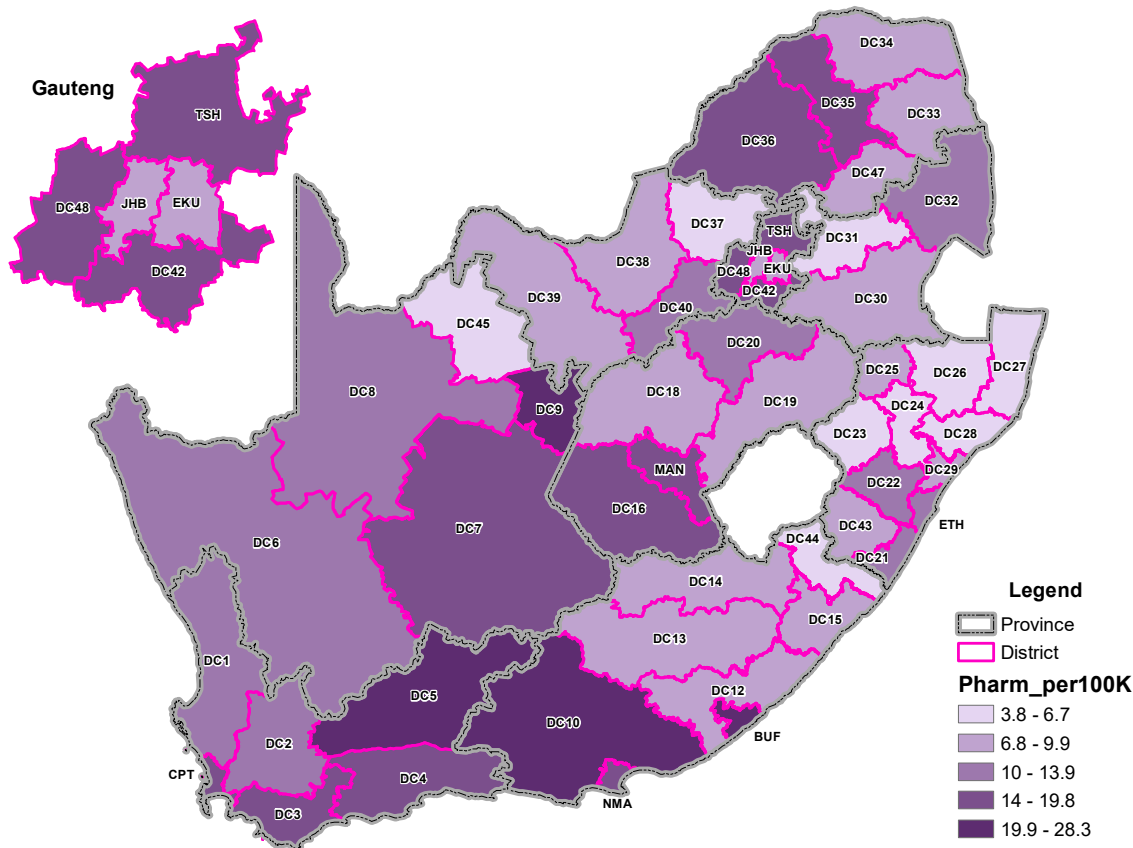 Gauteng
TSH
DC48
JHB
EKU
DC42
DC34
DC35
DC33
DC36
DC47
DC32
DC37
TSH
DC31
JHB
DC38
DC48
EKU
DC42
DC39
DC30
DC40
DC45
DC20
DC27
DC25
DC26
DC8
DC18
DC19
DC24
DC9
DC23
DC28
MAN
DC29
DC22
DC16
DC7
DC43
ETH
DC44
DC21
DC6
DC14
DC15
DC13
DC1
DC5
DC12
DC10
BUF
DC2
CPT
DC4
NMA
DC3
Legend
Province
District
Pharm_per100K
3.8 - 6.7
6.8 - 9.9
10 - 13.9
14 - 19.8
19.9 - 28.3